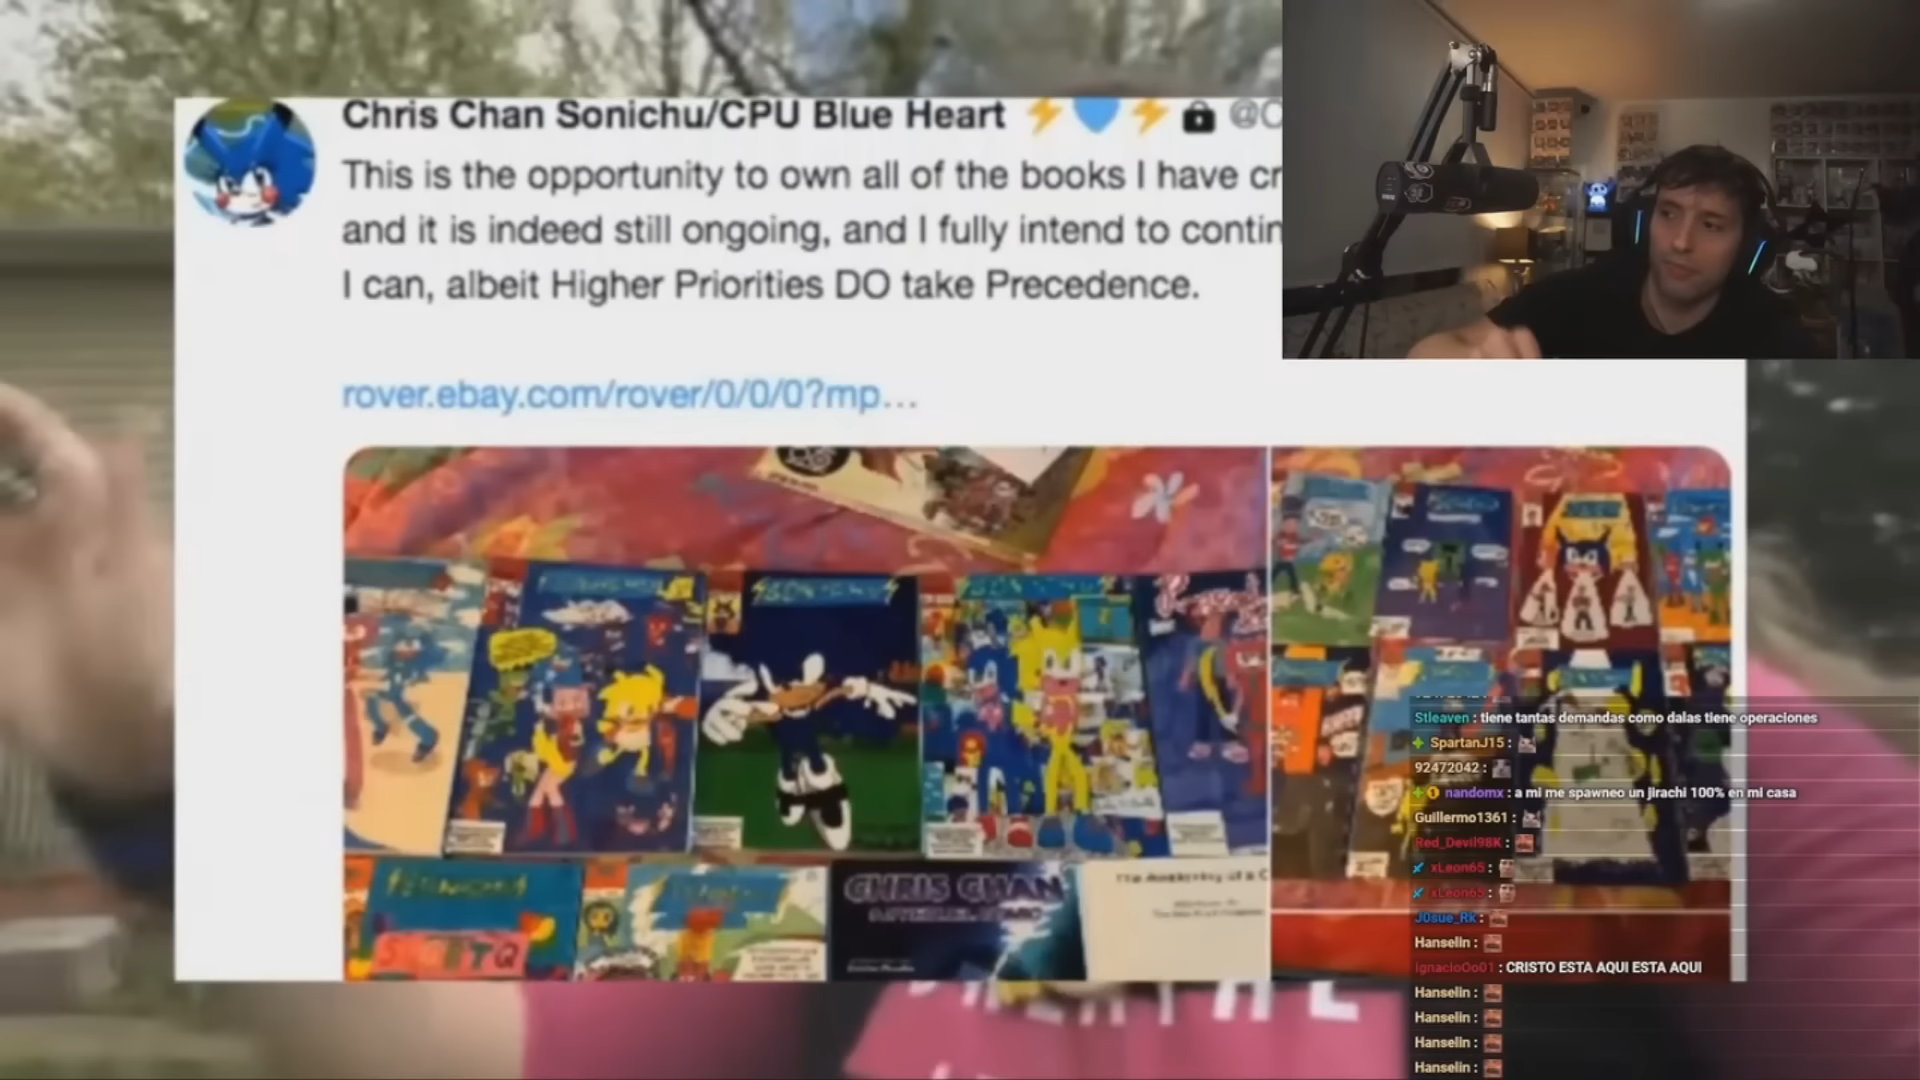 Chris Chan Sonichu/CPU Blue Heart ⚡💙⚡🔒 @C
This is the opportunity to own all of the books I have cr
and it is indeed still ongoing, and I fully intend to contin
I can, albeit Higher Priorities DO take Precedence.
rover.ebay.com/rover/0/0/0?mp…
CHRIS CHAN
Stleaven : tiene tantas demandas como dalas tiene operaciones
SpartanJ15 :
92472042 :
nandomx : a mi me spawneo un jirachi 100% en mi casa
Guillermo1361 :
Red_Devil98K :
xLeon65 :
xLeon65 :
J0sue_Rk :
Hanselin :
ignacioOo01 : CRISTO ESTA AQUI ESTA AQUI
Hanselin :
Hanselin :
Hanselin :
Hanselin :